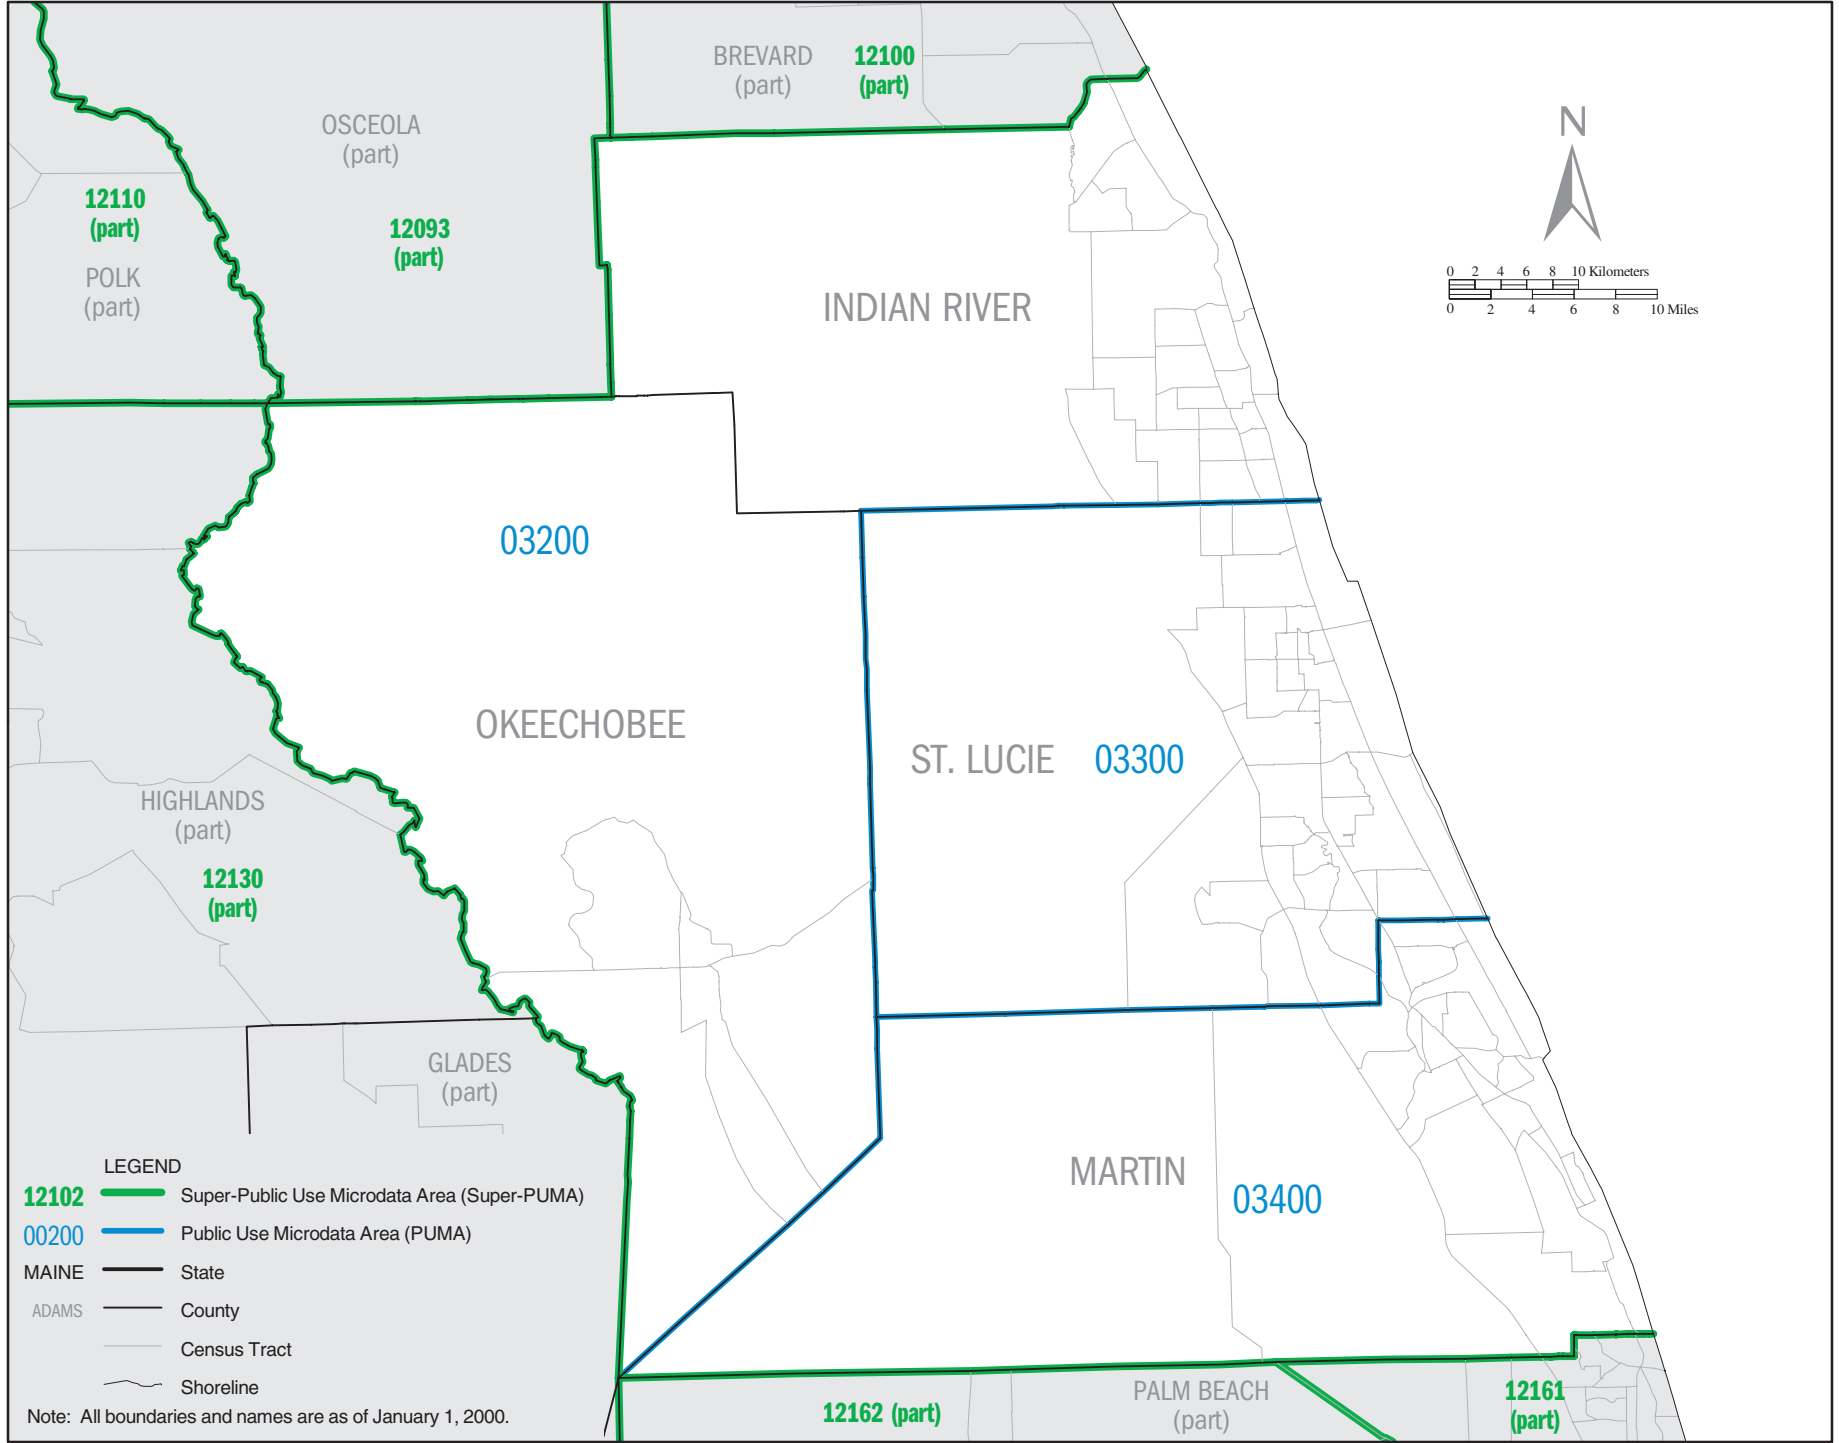 BREVARD
(part)
12100
(part)
OSCEOLA
(part)
N
12110
(part)
12093
(part)
POLK
(part)
0 2 4 6 8 10 Kilometers
0 2 4 6 8 10 Miles
INDIAN RIVER
03200
OKEECHOBEE
ST. LUCIE 03300
HIGHLANDS
(part)
12130
(part)
GLADES
(part)
MARTIN
03400
LEGEND
12102 Super-Public Use Microdata Area (Super-PUMA)
00200 Public Use Microdata Area (PUMA)
MAINE State
ADAMS County
Census Tract
Shoreline
Note: All boundaries and names are as of January 1, 2000.
12162 (part)
PALM BEACH
(part)
12161
(part)